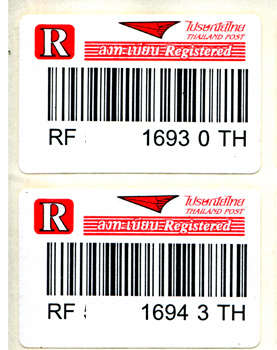 R
ไปรษณีย์ไทย
THAILAND POST
ลงทะเบียน Registered
RF 1693 0 TH
R
ไปรษณีย์ไทย
THAILAND POST
ลงทะเบียน Registered
RF 1694 3 TH